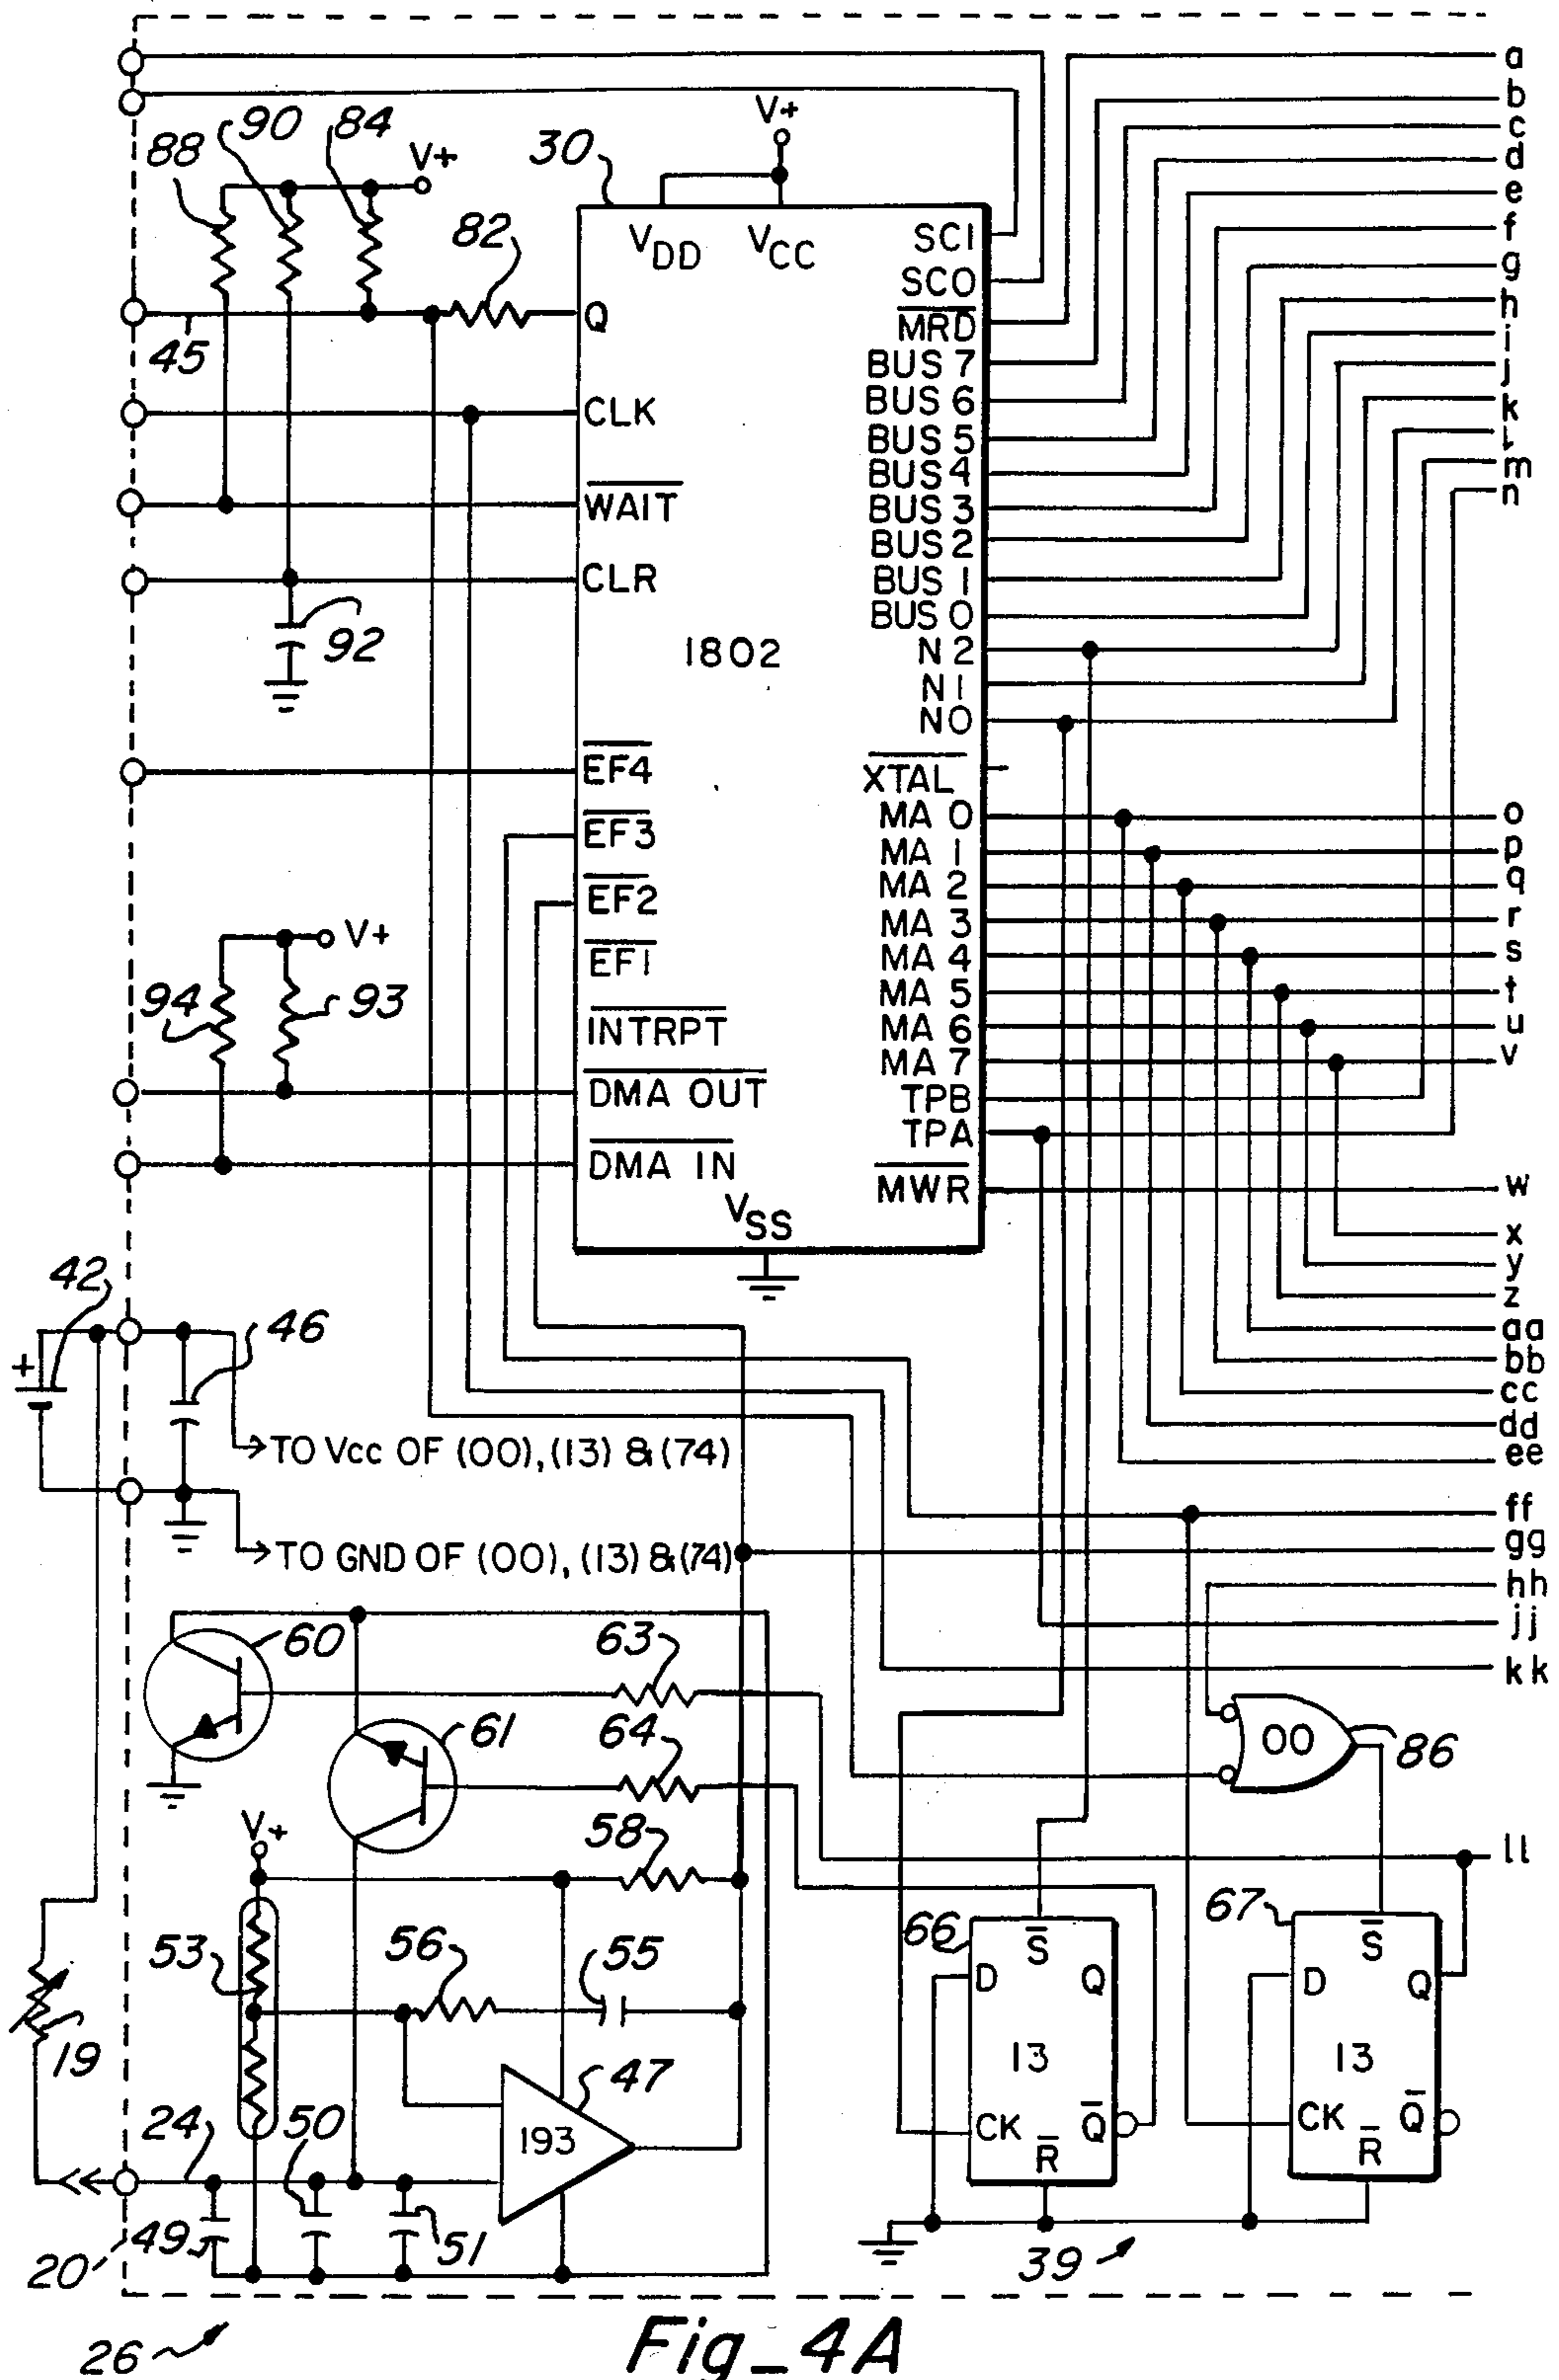 a
b
90 84 V+ c
88 V+ 30 d
e
82 f
VDD VCC SC1 g
SCO h
Q MRD i
45 BUS 7 j
BUS 6 k
CLK BUS 5 l
BUS 4 m
WAIT BUS 3 n
BUS 2
CLR BUS 1
BUS 0
92 1802 N2
N1
N0
EF4 XTAL
MA 0 o
EF3 MA 1 p
MA 2 q
EF2 MA 3 r
V+ EF1 MA 4 s
94 93 MA 5 t
INTRPT MA 6 u
MA 7 v
DMA OUT TPB
TPA
DMA IN MWR w
VSS
x
42 y
z
46 aa
+ bb
cc
dd
TO Vcc OF (00), (13) & (74) ee
ff
TO GND OF (00), (13) & (74) gg
hh
60 63 jj
kk
61 64 00 86
V+ 58 ll
67
53 56 55 66 S S
D Q D Q
19 47 13 13
24 50 193 CK Q CK Q
R R
49 51
20 39
26 Fig_4A